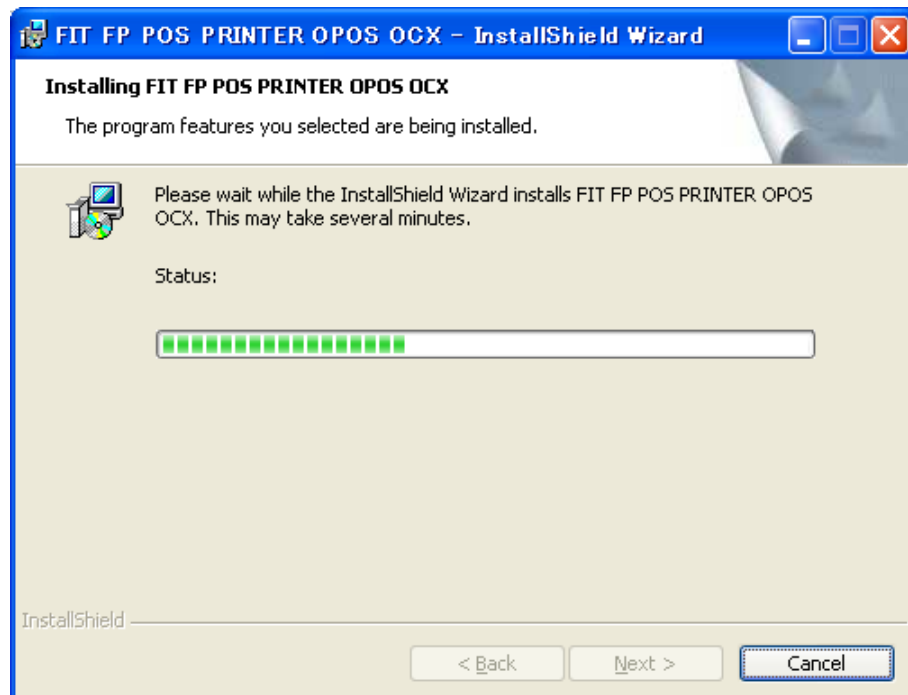 FIT FP POS PRINTER OPOS OCX - InstallShield Wizard
Installing FIT FP POS PRINTER OPOS OCX
The program features you selected are being installed.
Please wait while the InstallShield Wizard installs FIT FP POS PRINTER OPOS
OCX. This may take several minutes.
Status:
InstallShield
< Back
Next >
Cancel